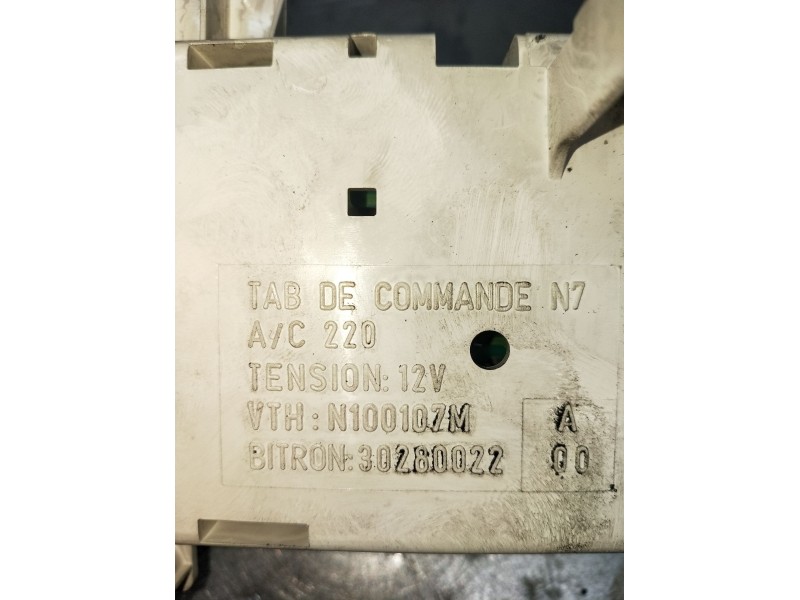 TAB DE COMMANDE N7
A/C 220
TENSION: 12V
VTH: N100107M A
BITRON: 30280022 00